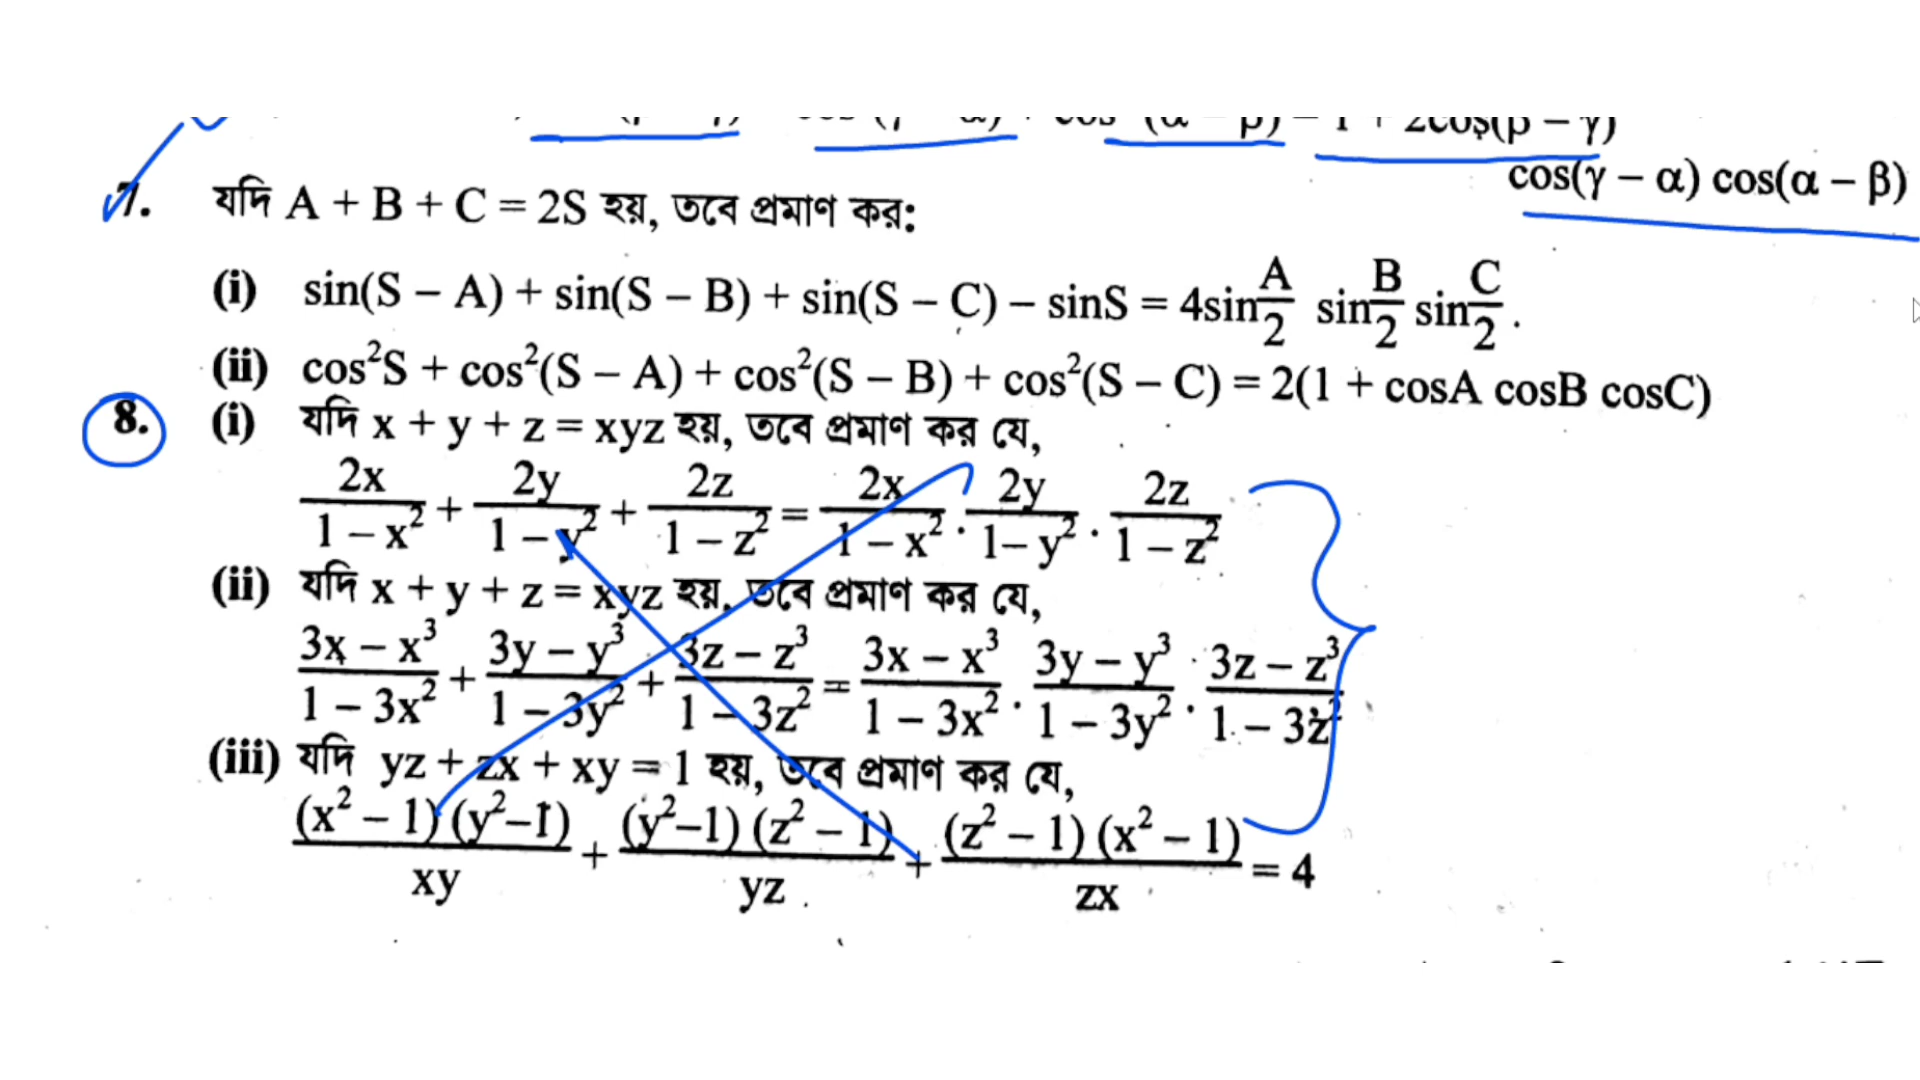 1 + 2cos(β – γ)
cos(γ – α) cos(α – β)
7. যদি A + B + C = 2S হয়, তবে প্রমাণ কর:
(i) sin(S – A) + sin(S – B) + sin(S – C) – sinS = 4sin A/2 sin B/2 sin C/2 .
(ii) cos²S + cos²(S – A) + cos²(S – B) + cos²(S – C) = 2(1 + cosA cosB cosC)
8. (i) যদি x + y + z = xyz হয়, তবে প্রমাণ কর যে,
2x/(1 – x²) + 2y/(1 – y²) + 2z/(1 – z²) = 2x/(1 – x²) · 2y/(1– y²) · 2z/(1 – z²)
(ii) যদি x + y + z = xyz হয়, তবে প্রমাণ কর যে,
(3x – x³)/(1 – 3x²) + (3y – y³)/(1 – 3y²) + (3z – z³)/(1 – 3z²) = (3x – x³)/(1 – 3x²) · (3y – y³)/(1 – 3y²) · (3z – z³)/(1 – 3z²)
(iii) যদি yz + zx + xy = 1 হয়, তবে প্রমাণ কর যে,
(x² – 1) (y²–1)/xy + (y²–1) (z² – 1)/yz + (z² – 1) (x² – 1)/zx = 4